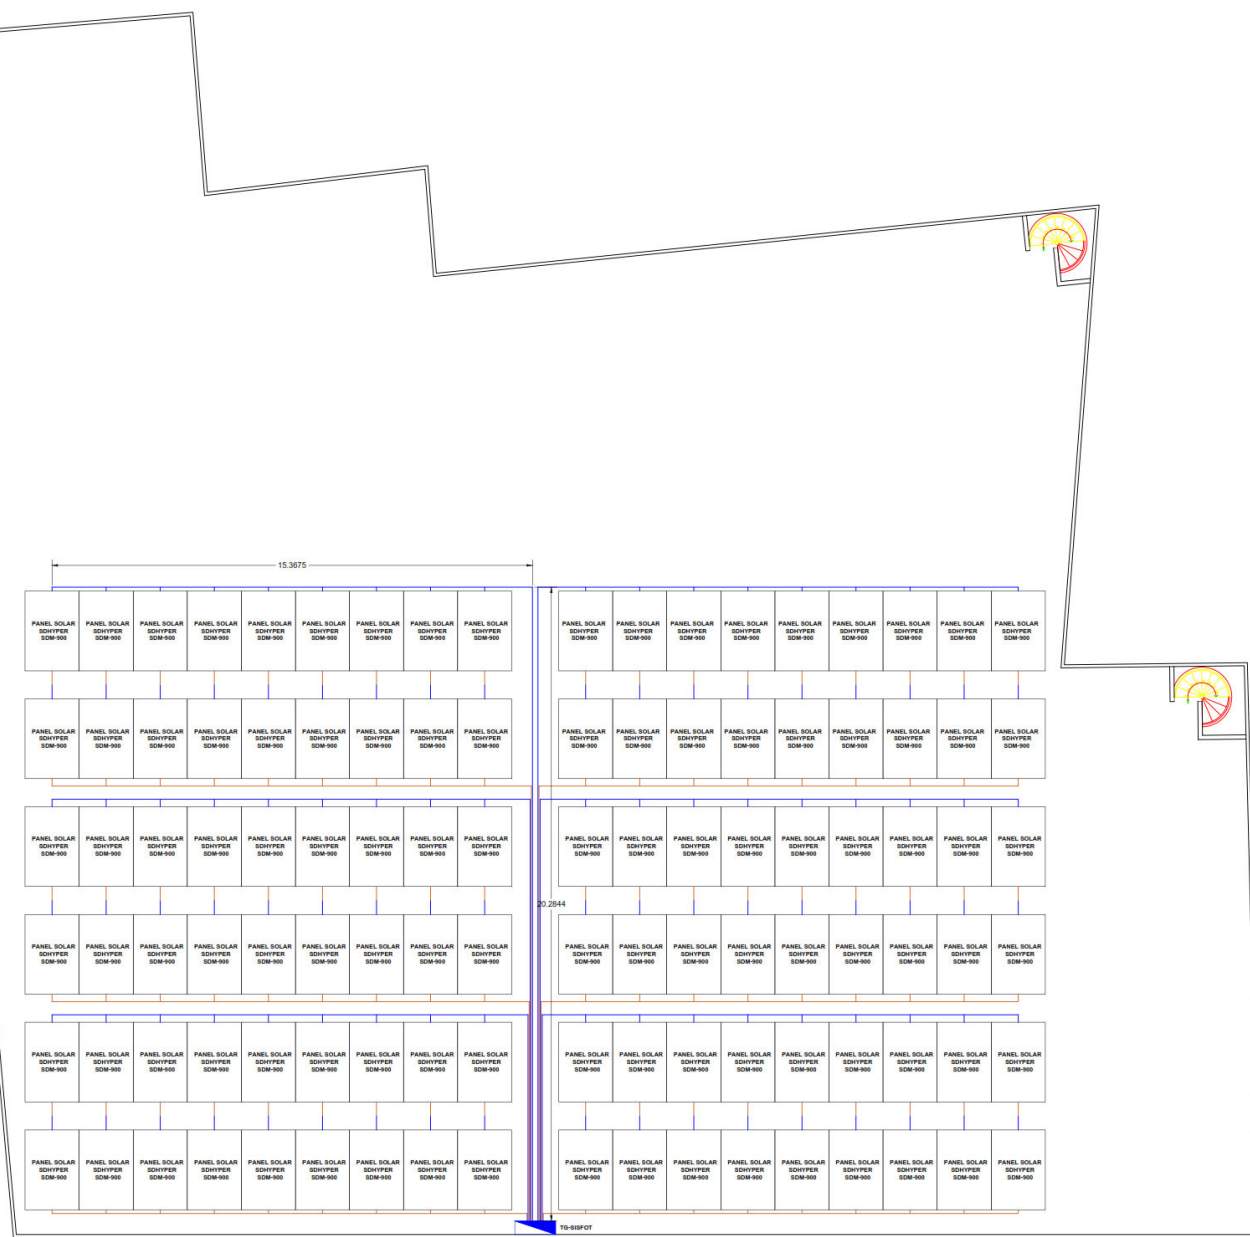 15.3675
PANEL SOLAR PANEL SOLAR PANEL SOLAR PANEL SOLAR PANEL SOLAR PANEL SOLAR PANEL SOLAR PANEL SOLAR PANEL SOLAR PANEL SOLAR PANEL SOLAR PANEL SOLAR PANEL SOLAR PANEL SOLAR PANEL SOLAR PANEL SOLAR PANEL SOLAR PANEL SOLAR
SDHYPER SDHYPER SDHYPER SDHYPER SDHYPER SDHYPER SDHYPER SDHYPER SDHYPER SDHYPER SDHYPER SDHYPER SDHYPER SDHYPER SDHYPER SDHYPER SDHYPER SDHYPER
SDM-900 SDM-900 SDM-900 SDM-900 SDM-900 SDM-900 SDM-900 SDM-900 SDM-900 SDM-900 SDM-900 SDM-900 SDM-900 SDM-900 SDM-900 SDM-900 SDM-900 SDM-900
PANEL SOLAR PANEL SOLAR PANEL SOLAR PANEL SOLAR PANEL SOLAR PANEL SOLAR PANEL SOLAR PANEL SOLAR PANEL SOLAR PANEL SOLAR PANEL SOLAR PANEL SOLAR PANEL SOLAR PANEL SOLAR PANEL SOLAR PANEL SOLAR PANEL SOLAR PANEL SOLAR
SDHYPER SDHYPER SDHYPER SDHYPER SDHYPER SDHYPER SDHYPER SDHYPER SDHYPER SDHYPER SDHYPER SDHYPER SDHYPER SDHYPER SDHYPER SDHYPER SDHYPER SDHYPER
SDM-900 SDM-900 SDM-900 SDM-900 SDM-900 SDM-900 SDM-900 SDM-900 SDM-900 SDM-900 SDM-900 SDM-900 SDM-900 SDM-900 SDM-900 SDM-900 SDM-900 SDM-900
PANEL SOLAR PANEL SOLAR PANEL SOLAR PANEL SOLAR PANEL SOLAR PANEL SOLAR PANEL SOLAR PANEL SOLAR PANEL SOLAR PANEL SOLAR PANEL SOLAR PANEL SOLAR PANEL SOLAR PANEL SOLAR PANEL SOLAR PANEL SOLAR PANEL SOLAR PANEL SOLAR
SDHYPER SDHYPER SDHYPER SDHYPER SDHYPER SDHYPER SDHYPER SDHYPER SDHYPER SDHYPER SDHYPER SDHYPER SDHYPER SDHYPER SDHYPER SDHYPER SDHYPER SDHYPER
SDM-900 SDM-900 SDM-900 SDM-900 SDM-900 SDM-900 SDM-900 SDM-900 SDM-900 SDM-900 SDM-900 SDM-900 SDM-900 SDM-900 SDM-900 SDM-900 SDM-900 SDM-900
20.2844
PANEL SOLAR PANEL SOLAR PANEL SOLAR PANEL SOLAR PANEL SOLAR PANEL SOLAR PANEL SOLAR PANEL SOLAR PANEL SOLAR PANEL SOLAR PANEL SOLAR PANEL SOLAR PANEL SOLAR PANEL SOLAR PANEL SOLAR PANEL SOLAR PANEL SOLAR PANEL SOLAR
SDHYPER SDHYPER SDHYPER SDHYPER SDHYPER SDHYPER SDHYPER SDHYPER SDHYPER SDHYPER SDHYPER SDHYPER SDHYPER SDHYPER SDHYPER SDHYPER SDHYPER SDHYPER
SDM-900 SDM-900 SDM-900 SDM-900 SDM-900 SDM-900 SDM-900 SDM-900 SDM-900 SDM-900 SDM-900 SDM-900 SDM-900 SDM-900 SDM-900 SDM-900 SDM-900 SDM-900
PANEL SOLAR PANEL SOLAR PANEL SOLAR PANEL SOLAR PANEL SOLAR PANEL SOLAR PANEL SOLAR PANEL SOLAR PANEL SOLAR PANEL SOLAR PANEL SOLAR PANEL SOLAR PANEL SOLAR PANEL SOLAR PANEL SOLAR PANEL SOLAR PANEL SOLAR PANEL SOLAR
SDHYPER SDHYPER SDHYPER SDHYPER SDHYPER SDHYPER SDHYPER SDHYPER SDHYPER SDHYPER SDHYPER SDHYPER SDHYPER SDHYPER SDHYPER SDHYPER SDHYPER SDHYPER
SDM-900 SDM-900 SDM-900 SDM-900 SDM-900 SDM-900 SDM-900 SDM-900 SDM-900 SDM-900 SDM-900 SDM-900 SDM-900 SDM-900 SDM-900 SDM-900 SDM-900 SDM-900
PANEL SOLAR PANEL SOLAR PANEL SOLAR PANEL SOLAR PANEL SOLAR PANEL SOLAR PANEL SOLAR PANEL SOLAR PANEL SOLAR PANEL SOLAR PANEL SOLAR PANEL SOLAR PANEL SOLAR PANEL SOLAR PANEL SOLAR PANEL SOLAR PANEL SOLAR PANEL SOLAR
SDHYPER SDHYPER SDHYPER SDHYPER SDHYPER SDHYPER SDHYPER SDHYPER SDHYPER SDHYPER SDHYPER SDHYPER SDHYPER SDHYPER SDHYPER SDHYPER SDHYPER SDHYPER
SDM-900 SDM-900 SDM-900 SDM-900 SDM-900 SDM-900 SDM-900 SDM-900 SDM-900 SDM-900 SDM-900 SDM-900 SDM-900 SDM-900 SDM-900 SDM-900 SDM-900 SDM-900
TG-SISFOT